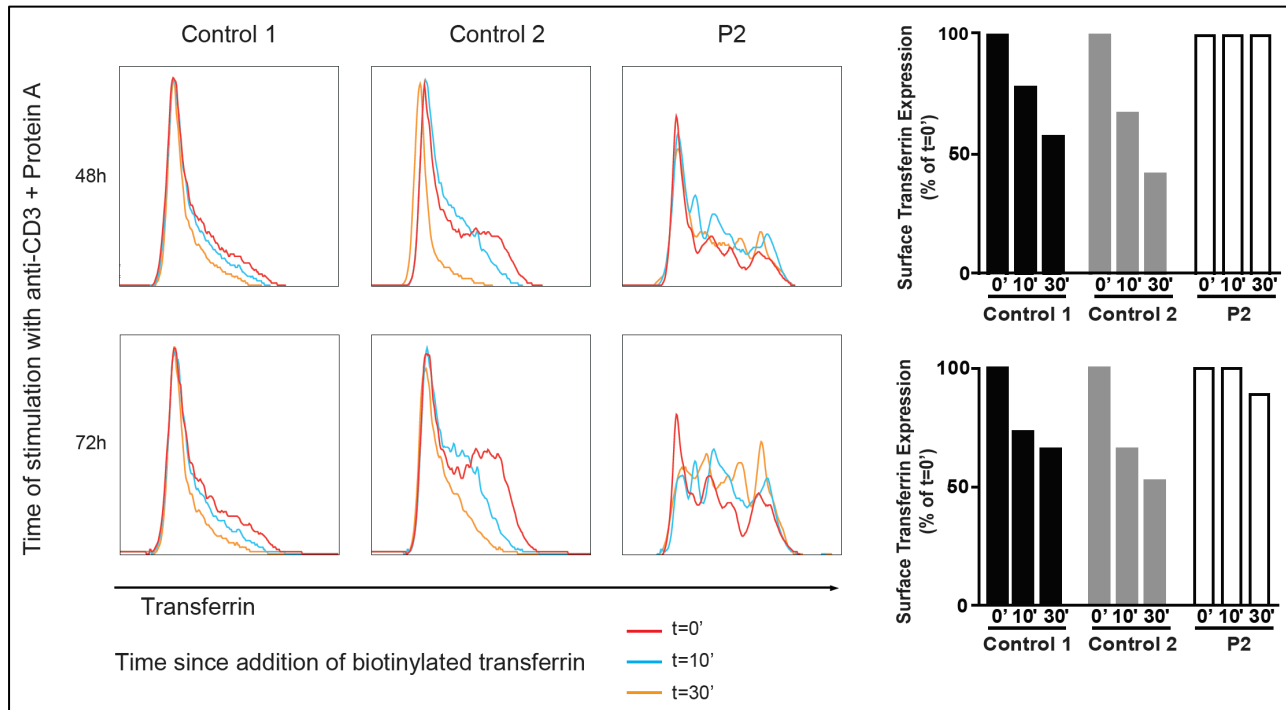 Control 1
Control 2
P2
Time of stimulation with anti-CD3 + Protein A
48h
72h
Transferrin
Time since addition of biotinylated transferrin
t=0'
t=10'
t=30'
Surface Transferrin Expression
(% of t=0')
100
50
0
0' 10' 30' 0' 10' 30' 0' 10' 30'
Control 1 Control 2 P2
Surface Transferrin Expression
(% of t=0')
100
50
0
0' 10' 30' 0' 10' 30' 0' 10' 30'
Control 1 Control 2 P2